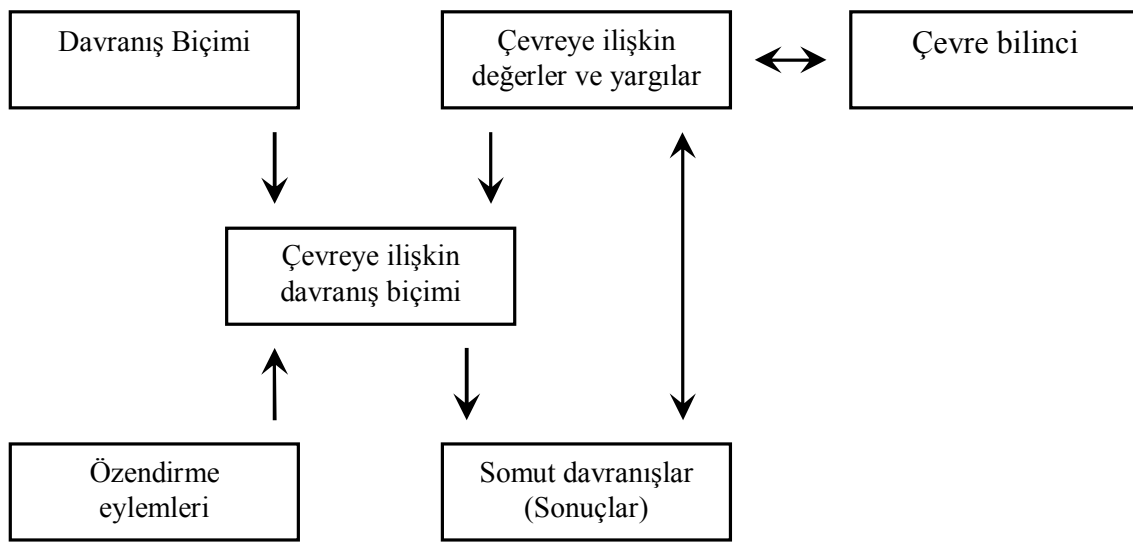 Davranış Biçimi
Çevreye ilişkin
değerler ve yargılar
Çevre bilinci
Çevreye ilişkin
davranış biçimi
Özendirme
eylemleri
Somut davranışlar
(Sonuçlar)